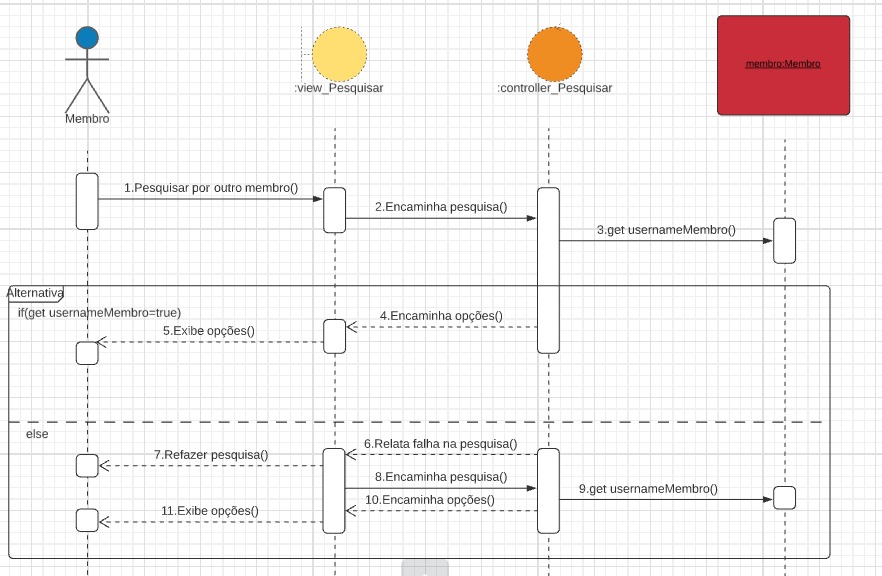 :view_Pesquisar
:controller_Pesquisar
membro:Membro
Membro
1.Pesquisar por outro membro()
2.Encaminha pesquisa()
3.get usernameMembro()
Alternativa
if(get usernameMembro=true)
4.Encaminha opções()
5.Exibe opções()
else
6.Relata falha na pesquisa()
7.Refazer pesquisa()
8.Encaminha pesquisa()
9.get usernameMembro()
10.Encaminha opções()
11.Exibe opções()